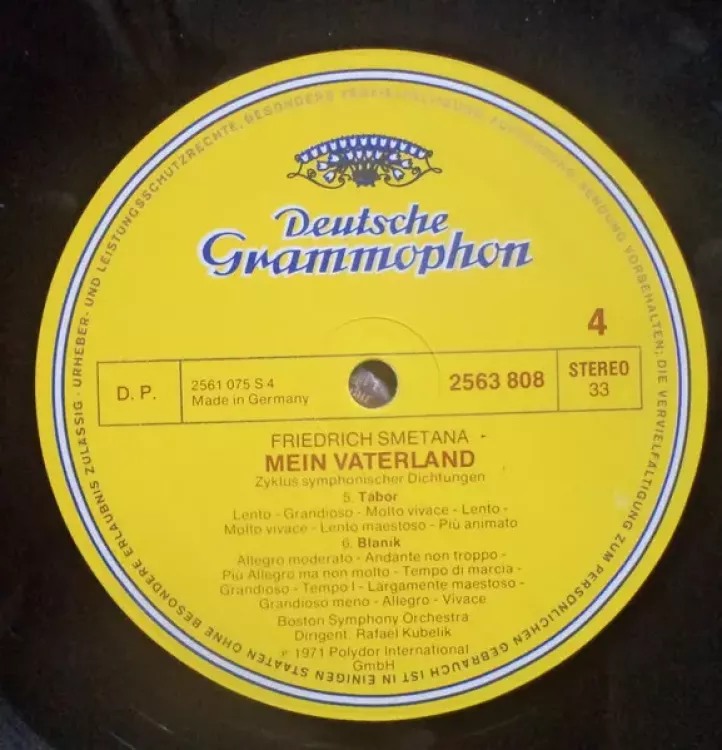 Deutsche
Grammophon
4
D. P.
2561 075 S 4
Made in Germany
2563 808
STEREO
33
FRIEDRICH SMETANA
MEIN VATERLAND
Zyklus symphonischer Dichtungen
5. Tábor
Lento - Grandioso - Molto vivace - Lento -
Molto vivace - Lento maestoso - Più animato
6. Blaník
Allegro moderato - Andante non troppo -
Più Allegro ma non molto - Tempo di marcia -
Grandioso - Tempo I - Largamente maestoso -
Grandioso meno - Allegro - Vivace
Boston Symphony Orchestra
Dirigent: Rafael Kubelik
℗ 1971 Polydor International
GmbH
URHEBER- UND LEISTUNGSSCHUTZRECHTE, BESONDERS SENDUNG VORBEHALTEN; DIE VERVIELFÄLTIGUNG ZUM PERSÖNLICHEN GEBRAUCH IST IN EINIGEN STAATEN OHNE BESONDERE ERLAUBNIS ZULÄSSIG ·